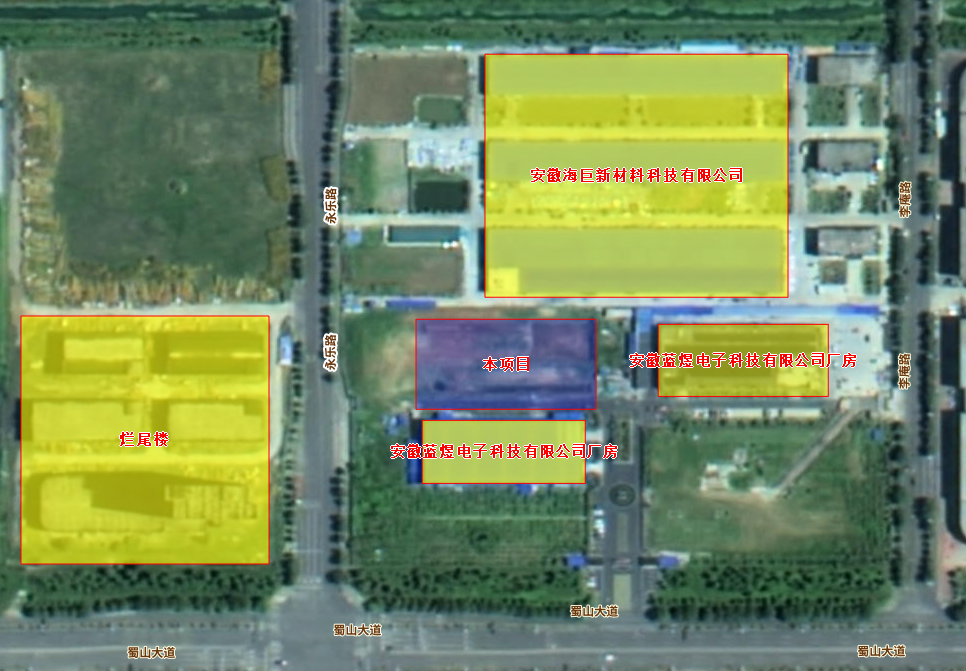 安徽海巨新材料科技有限公司
永乐路
李庵路
永乐路
本项目
安徽蓝煜电子科技有限公司厂房
李庵路
烂尾楼
安徽蓝煜电子科技有限公司厂房
蜀山大道
蜀山大道
蜀山大道
蜀山大道